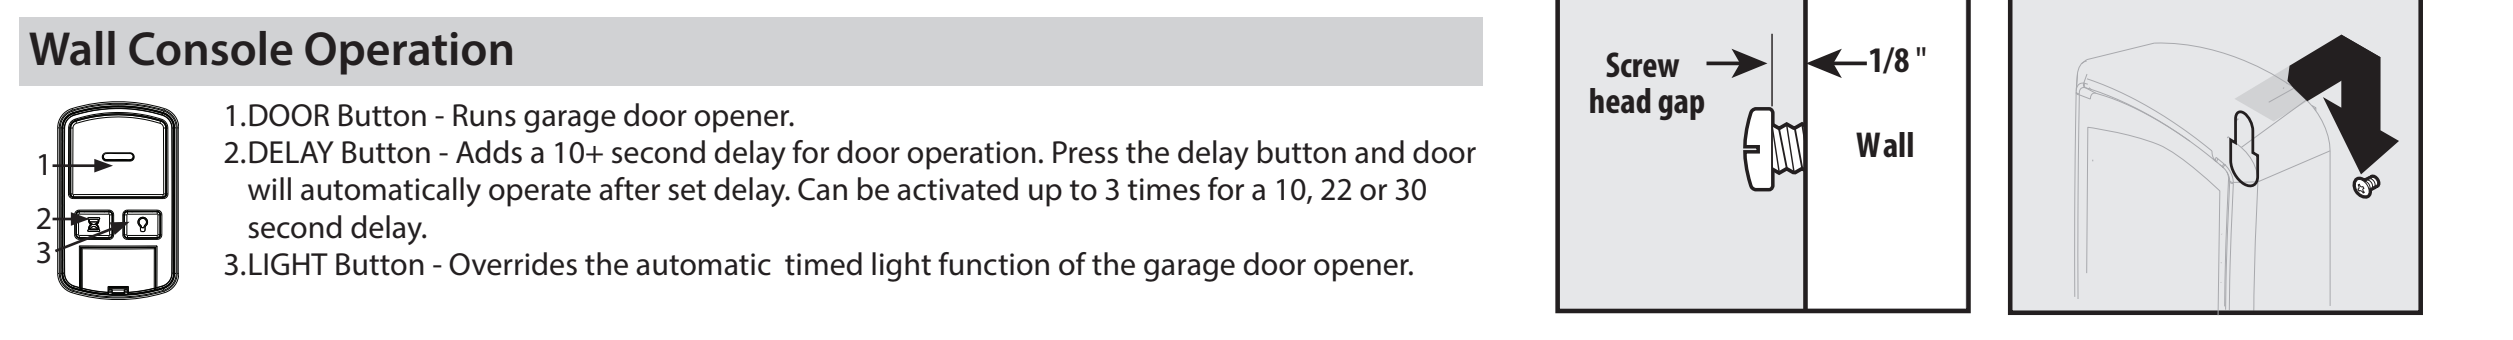 Wall Console Operation
1
2
3
1.DOOR Button - Runs garage door opener.
2.DELAY Button - Adds a 10+ second delay for door operation. Press the delay button and door
will automatically operate after set delay. Can be activated up to 3 times for a 10, 22 or 30
second delay.
3.LIGHT Button - Overrides the automatic  timed light function of the garage door opener.
Screw
head gap
1/8 "
Wall